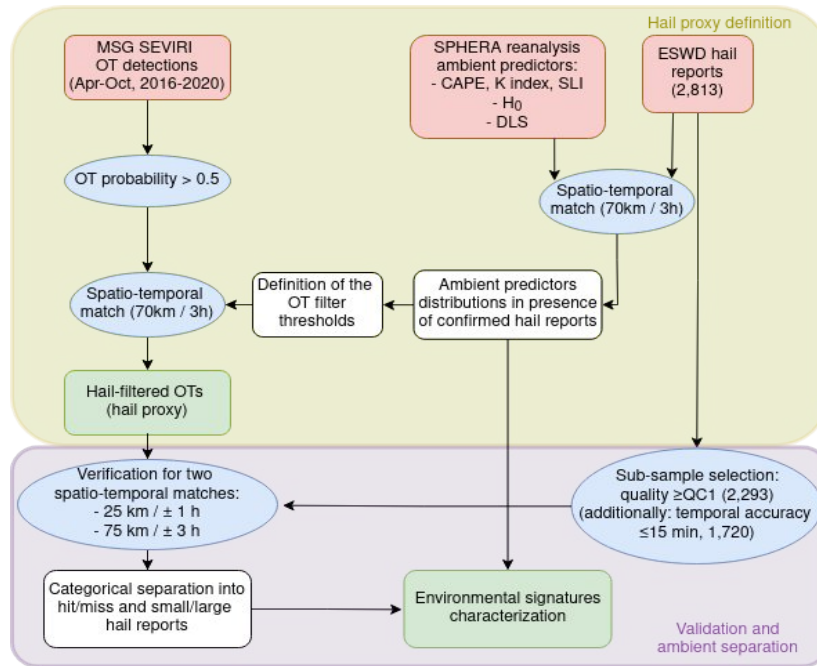 Hail proxy definition
MSG SEVIRI
OT detections
(Apr-Oct, 2016-2020)
SPHERA reanalysis
ambient predictors:
- CAPE, K index, SLI
- H₀
- DLS
ESWD hail
reports
(2,813)
OT probability > 0.5
Spatio-temporal
match (70km / 3h)
Spatio-temporal
match (70km / 3h)
Definition of the
OT filter
thresholds
Ambient predictors
distributions in presence
of confirmed hail reports
Hail-filtered OTs
(hail proxy)
Verification for two
spatio-temporal matches:
- 25 km / ± 1 h
- 75 km / ± 3 h
Sub-sample selection:
quality ≥QC1 (2,293)
(additionally: temporal accuracy
≤15 min, 1,720)
Categorical separation into
hit/miss and small/large
hail reports
Environmental signatures
characterization
Validation and
ambient separation